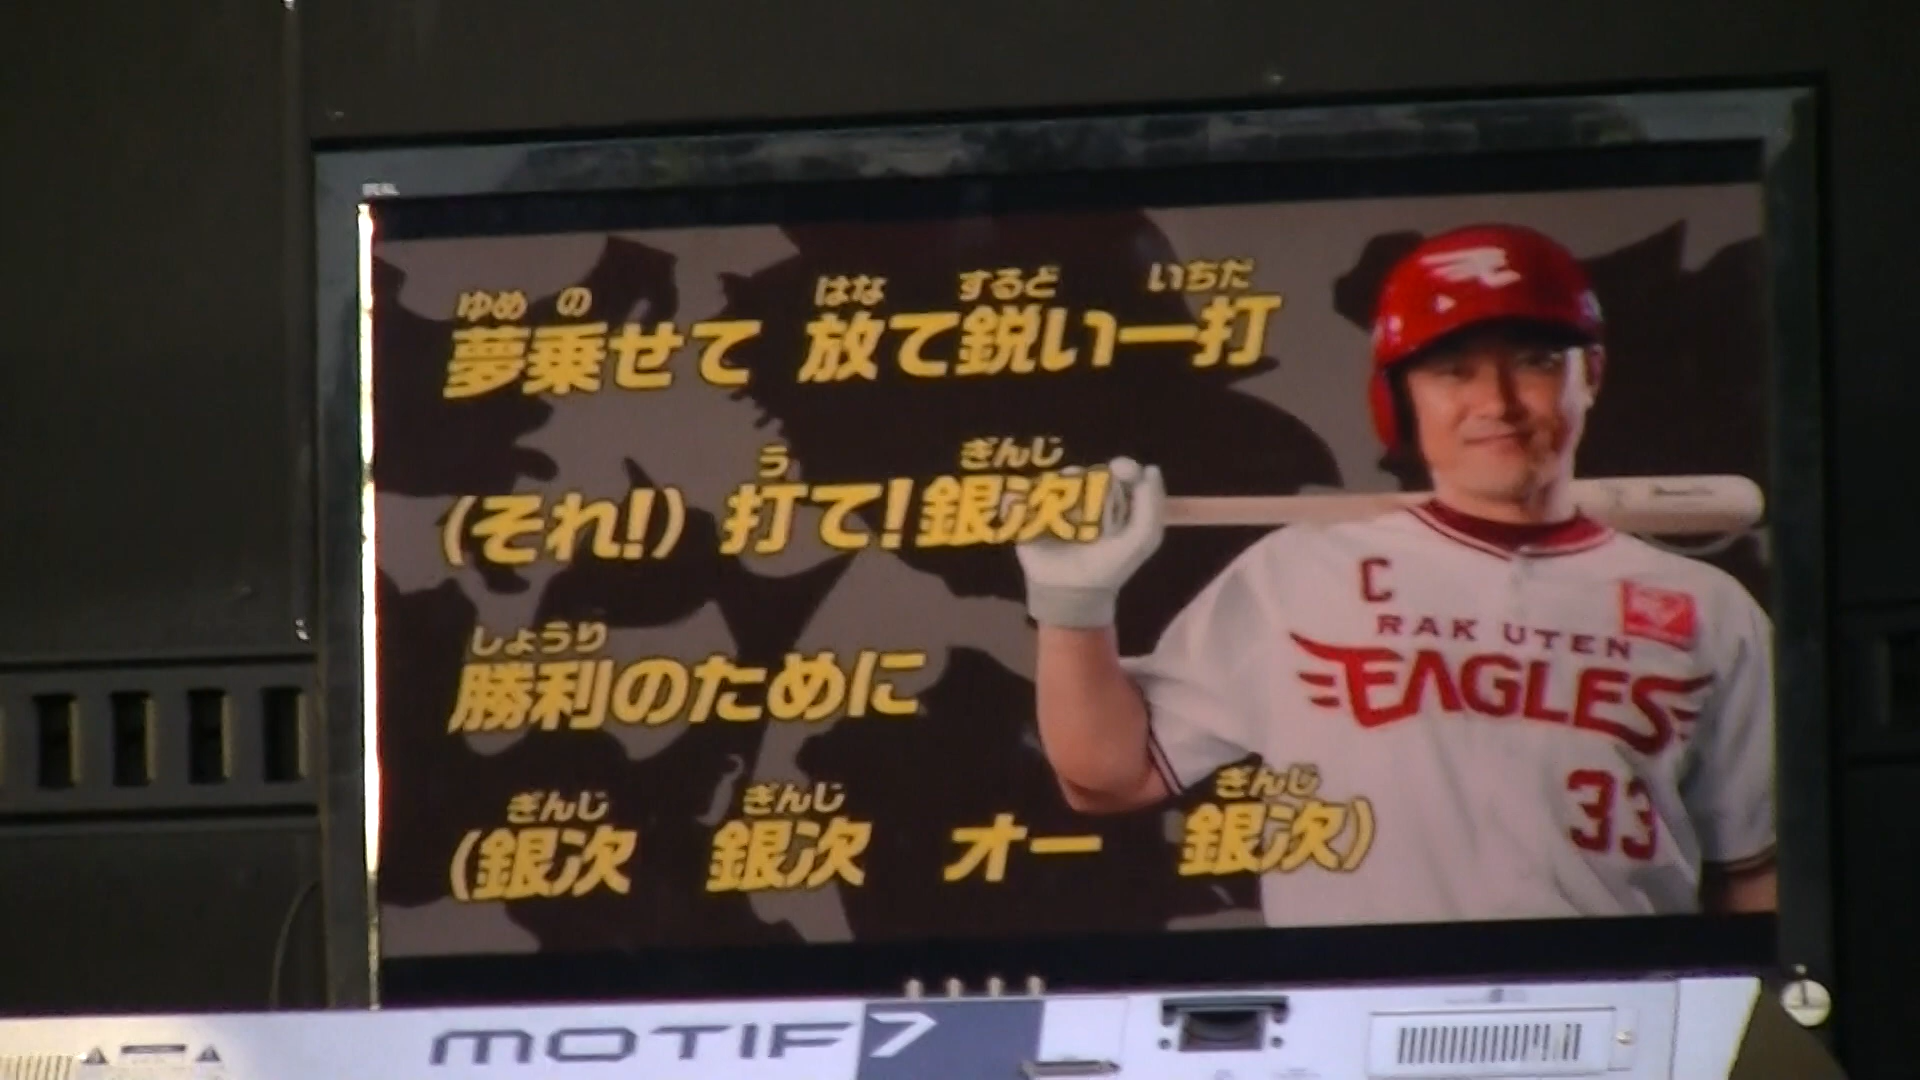 ゆめ の はな するど いちだ
夢乗せて 放て鋭い一打
う ぎんじ
(それ!) 打て!銀次!
しょうり
勝利のために
ぎんじ ぎんじ ぎんじ
(銀次 銀次 オー 銀次)
C
RAKUTEN
EAGLES
33
MOTIF7